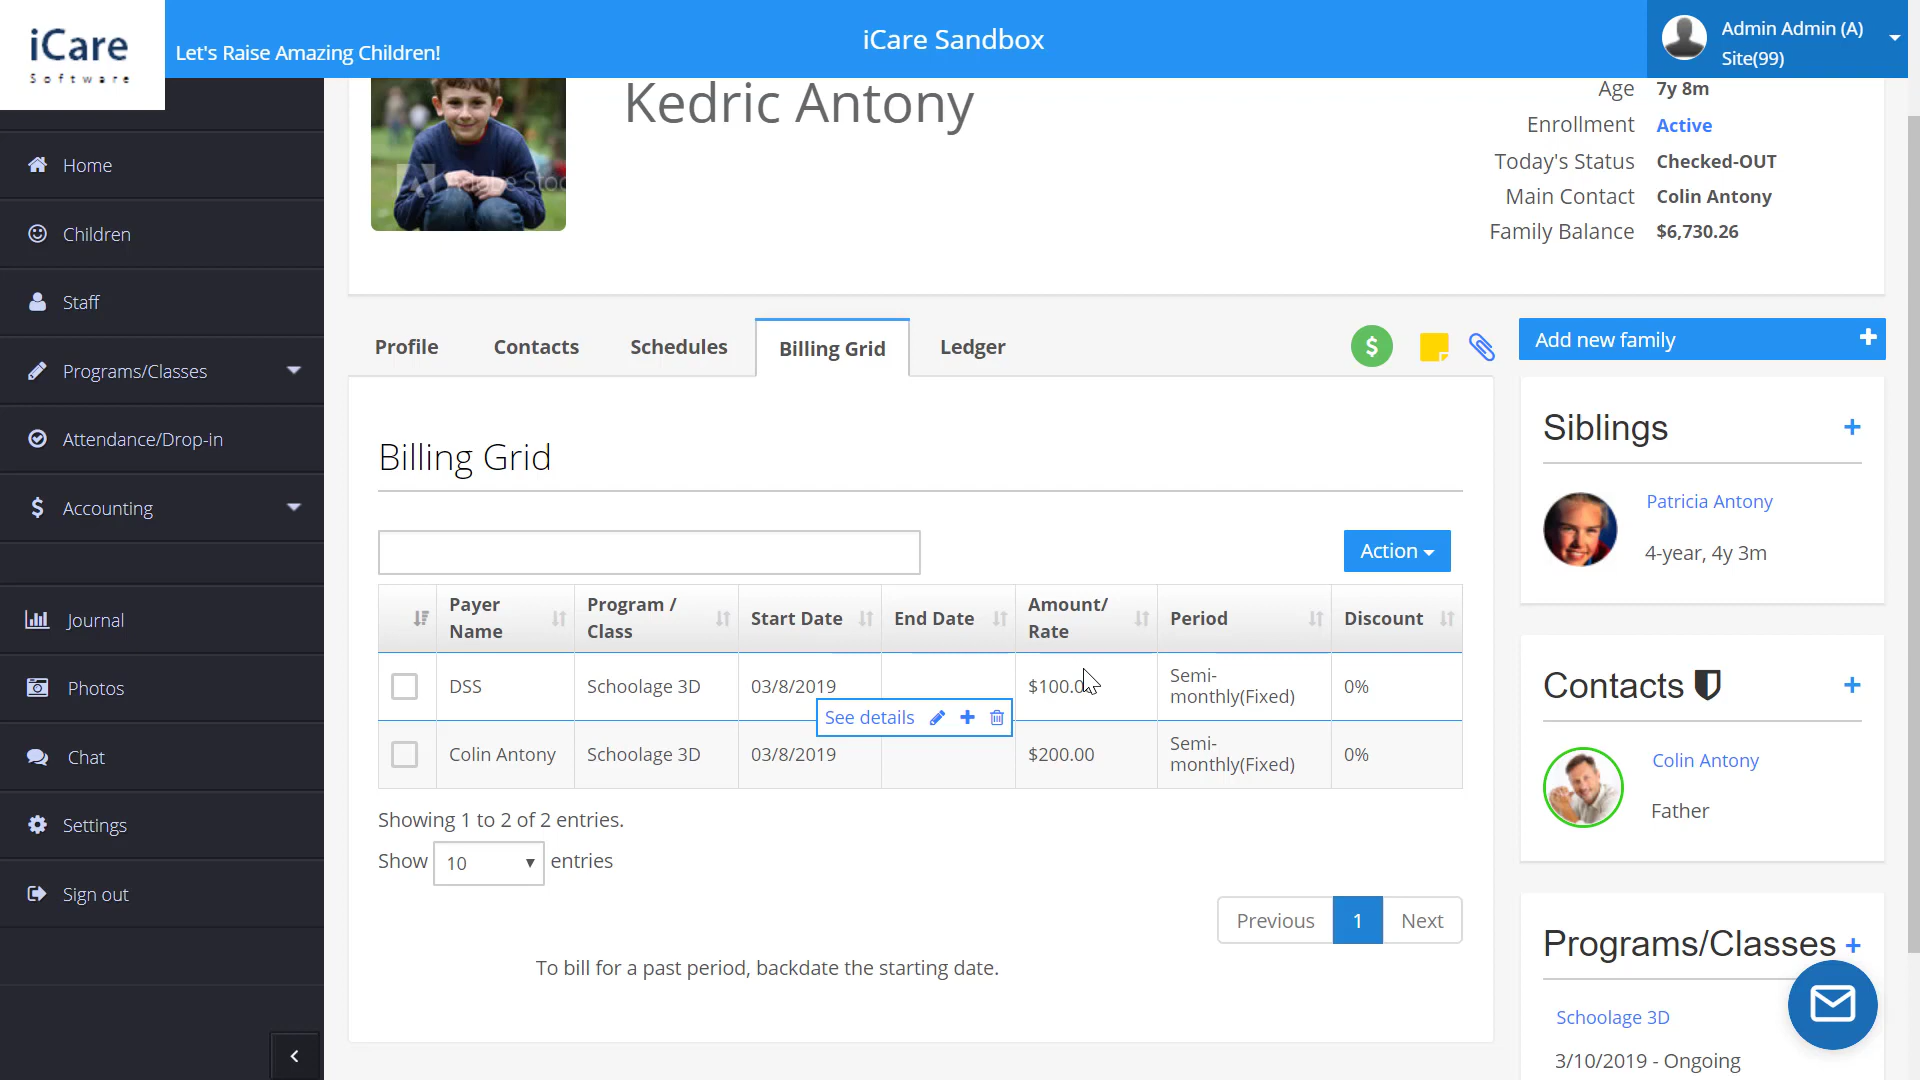 iCare
Software
Let's Raise Amazing Children!
iCare Sandbox
Admin Admin (A)
Site(99)
Home
Children
Staff
Programs/Classes
Attendance/Drop-in
Accounting
Journal
Photos
Chat
Settings
Sign out
Kedric Antony
Age 7y 8m
Enrollment Active
Today's Status Checked-OUT
Main Contact Colin Antony
Family Balance $6,730.26
Profile Contacts Schedules Billing Grid Ledger
Billing Grid
Action
Payer Name Program / Class Start Date End Date Amount/ Rate Period Discount
DSS Schoolage 3D 03/8/2019 $100.0 Semi-monthly(Fixed) 0%
See details
Colin Antony Schoolage 3D 03/8/2019 $200.00 Semi-monthly(Fixed) 0%
Showing 1 to 2 of 2 entries.
Show 10 entries
Previous 1 Next
To bill for a past period, backdate the starting date.
Add new family
Siblings
Patricia Antony
4-year, 4y 3m
Contacts
Colin Antony
Father
Programs/Classes
Schoolage 3D
3/10/2019 - Ongoing